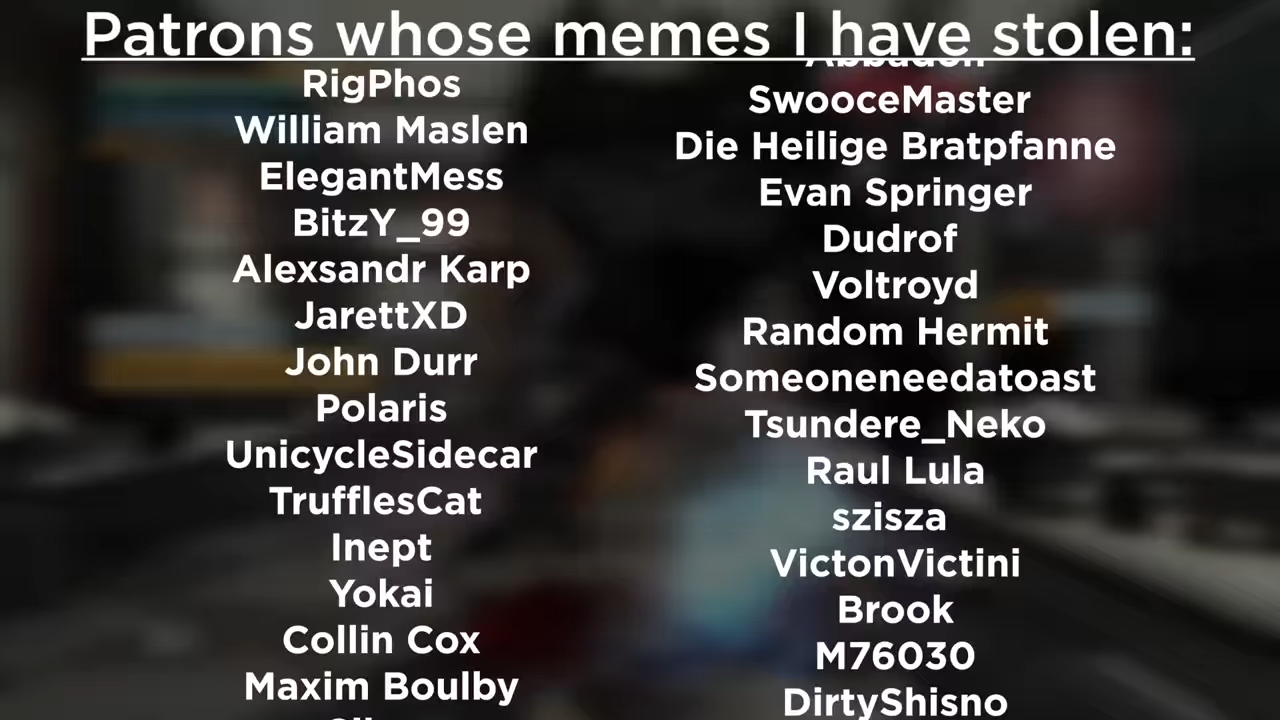 Patrons whose memes I have stolen:
RigPhos
William Maslen
ElegantMess
BitzY_99
Alexsandr Karp
JarettXD
John Durr
Polaris
UnicycleSidecar
TrufflesCat
Inept
Yokai
Collin Cox
Maxim Boulby
Abbadon
SwooceMaster
Die Heilige Bratpfanne
Evan Springer
Dudrof
Voltroyd
Random Hermit
Someoneneedatoast
Tsundere_Neko
Raul Lula
szisza
VictonVictini
Brook
M76030
DirtyShisno